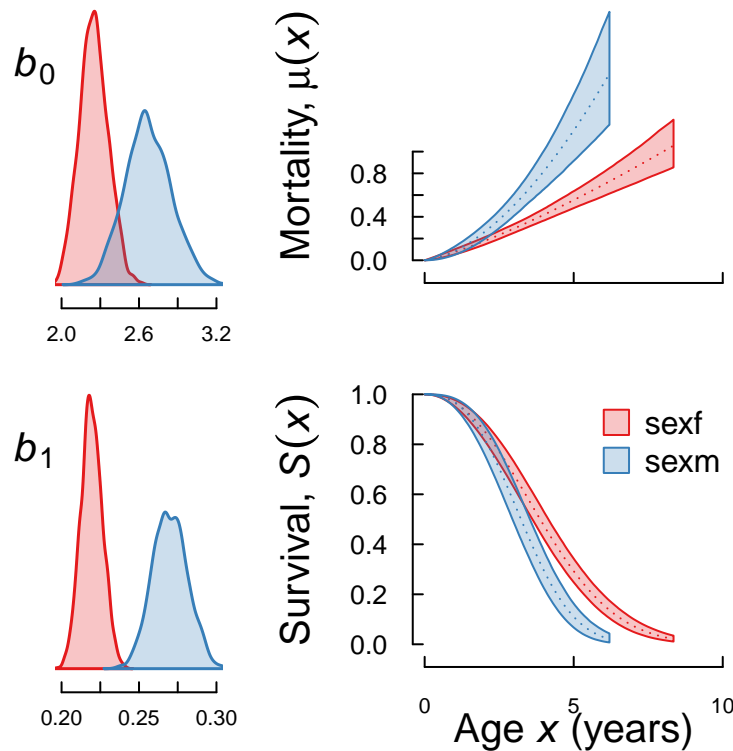 b0
2.0 2.6 3.2
Mortality, μ(x)
0.8
0.4
0.0
b1
0.20 0.25 0.30
Survival, S(x)
1.0
0.8
0.6
0.4
0.2
0.0
sexf
sexm
0 5 10
Age x (years)